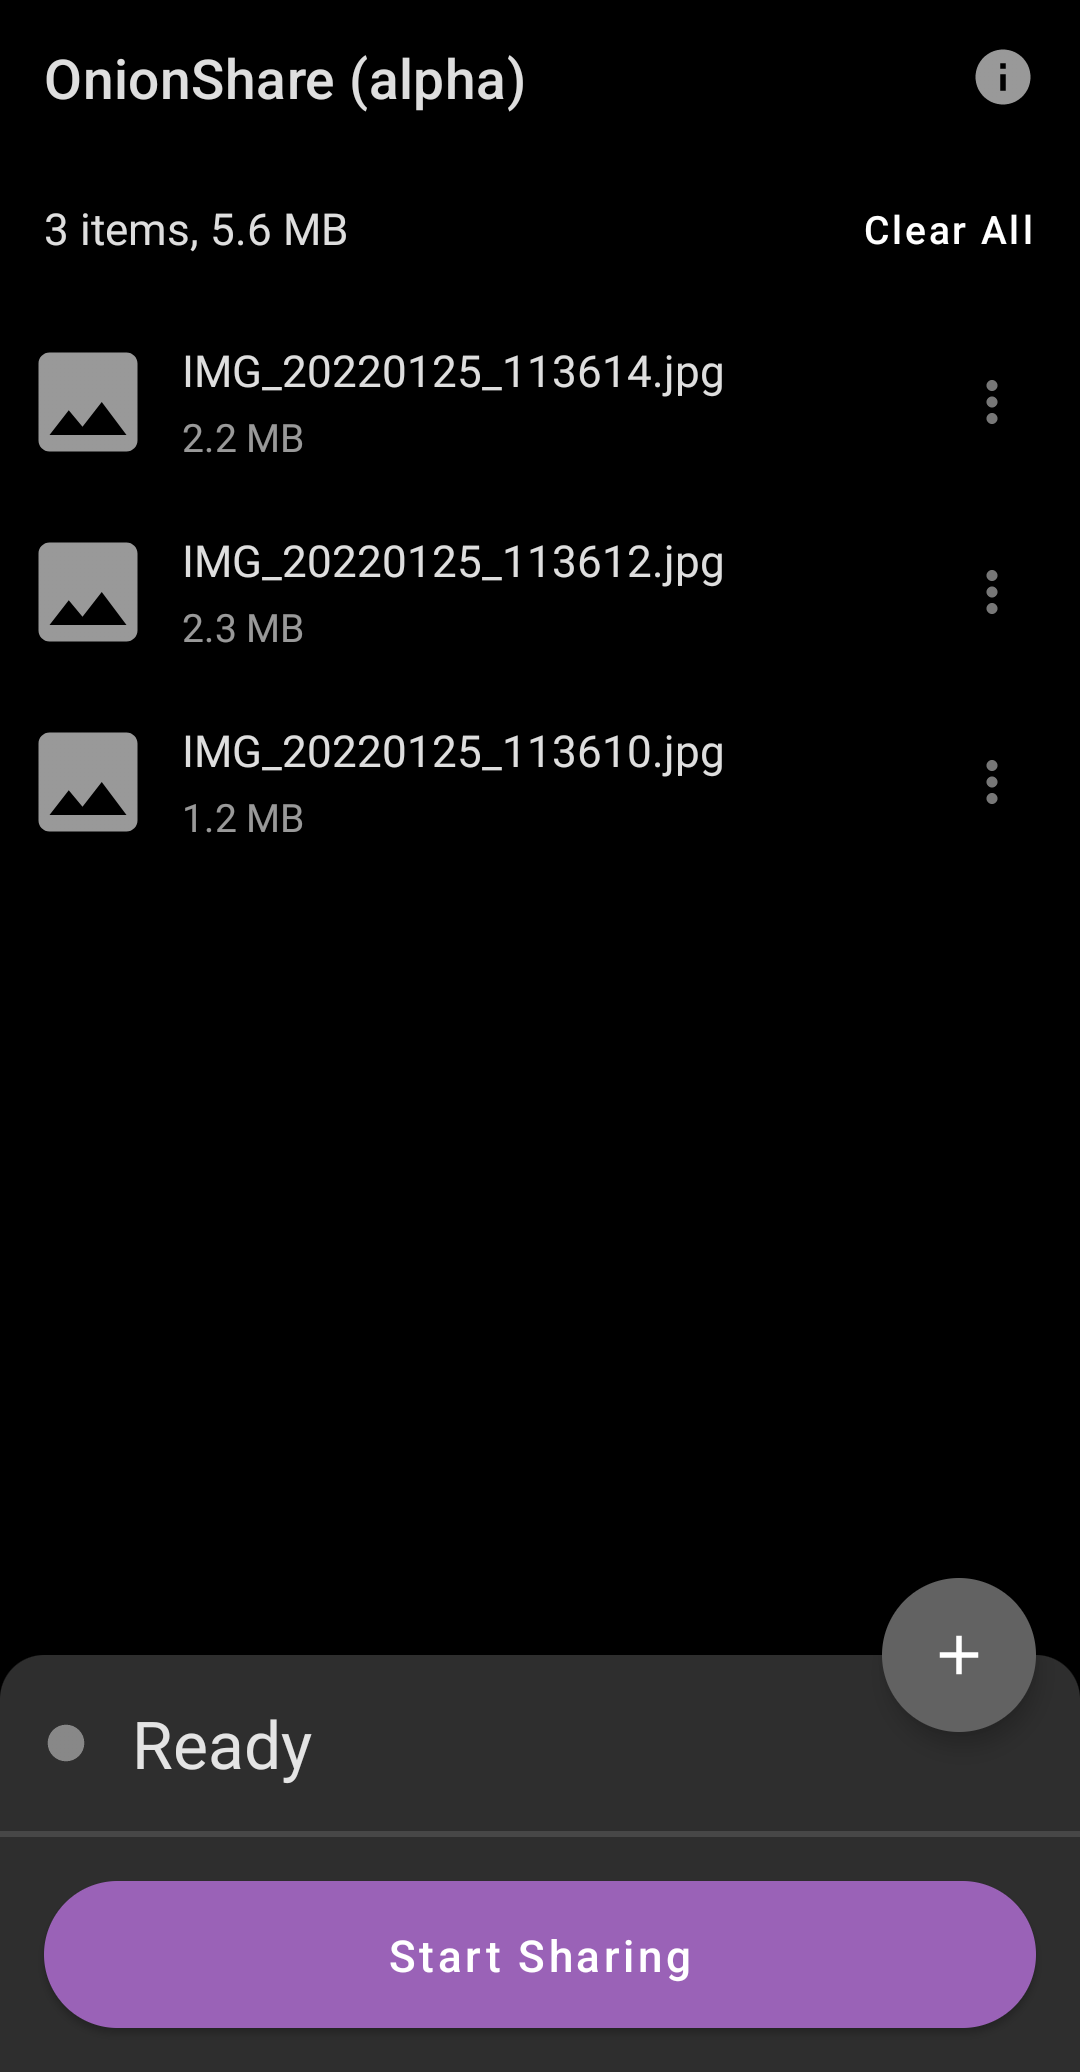 OnionShare (alpha)
3 items, 5.6 MB
Clear All
IMG_20220125_113614.jpg
2.2 MB
IMG_20220125_113612.jpg
2.3 MB
IMG_20220125_113610.jpg
1.2 MB
Ready
Start Sharing